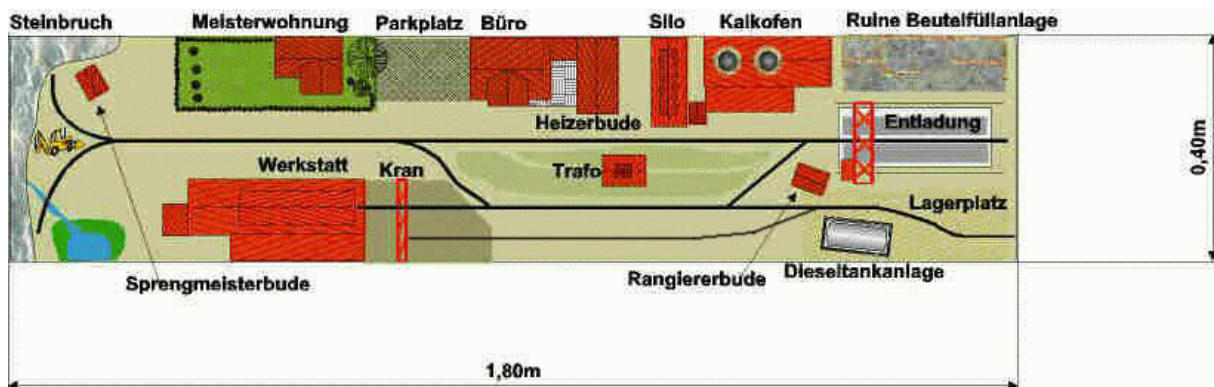 Steinbruch
Meisterwohnung
Parkplatz
Büro
Silo
Kalkofen
Ruine Beutelfüllanlage
Heizerbude
Entladung
0,40m
Werkstatt
Kran
Trafo
Lagerplatz
Sprengmeisterbude
Rangiererbude
Dieseltankanlage
1,80m